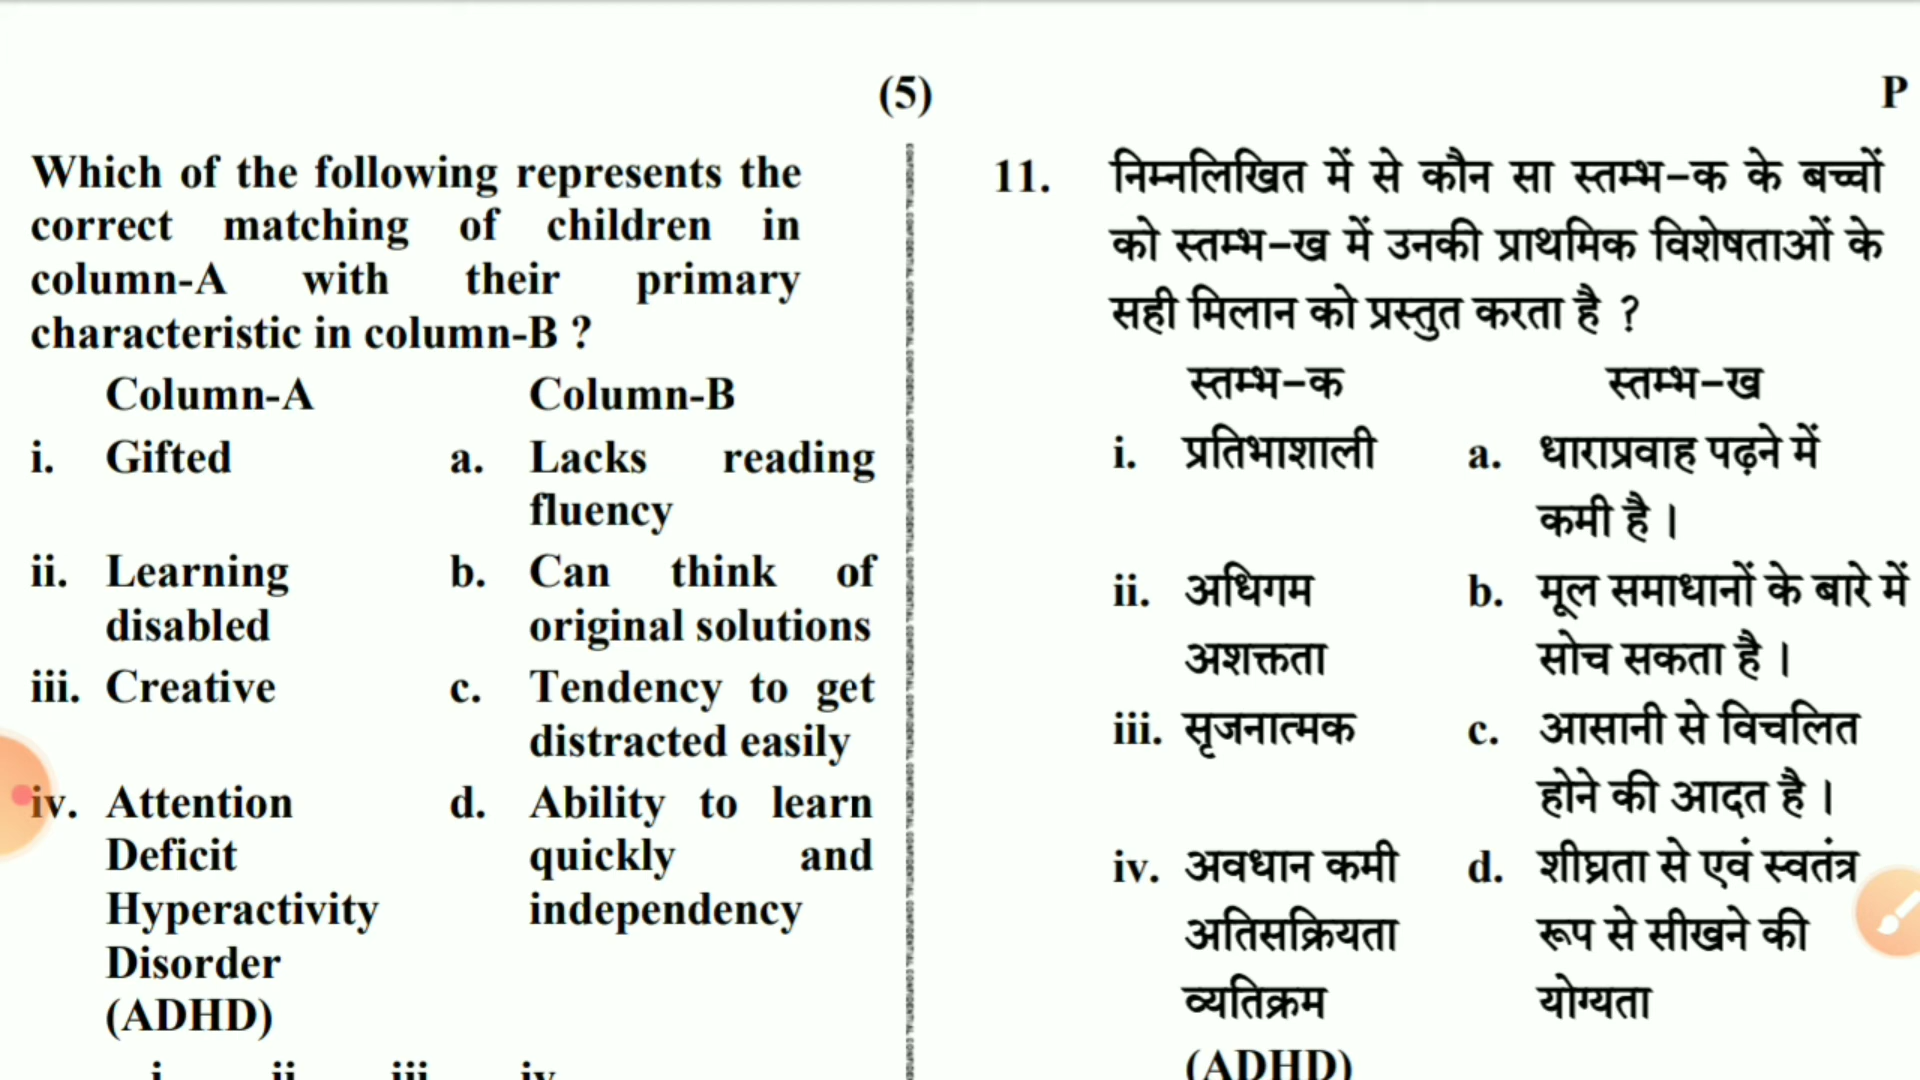 (5)
P
Which of the following represents the
correct matching of children in
column-A with their primary
characteristic in column-B ?
Column-A Column-B
i. Gifted a. Lacks reading
fluency
ii. Learning b. Can think of
disabled original solutions
iii. Creative c. Tendency to get
distracted easily
iv. Attention d. Ability to learn
Deficit quickly and
Hyperactivity independency
Disorder
(ADHD)
i ii iii iv
11. निम्नलिखित में से कौन सा स्तम्भ-क के बच्चों
को स्तम्भ-ख में उनकी प्राथमिक विशेषताओं के
सही मिलान को प्रस्तुत करता है ?
स्तम्भ-क स्तम्भ-ख
i. प्रतिभाशाली a. धाराप्रवाह पढ़ने में
कमी है।
ii. अधिगम b. मूल समाधानों के बारे में
अशक्तता सोच सकता है।
iii. सृजनात्मक c. आसानी से विचलित
होने की आदत है।
iv. अवधान कमी d. शीघ्रता से एवं स्वतंत्र
अतिसक्रियता रूप से सीखने की
व्यतिक्रम योग्यता
(ADHD)